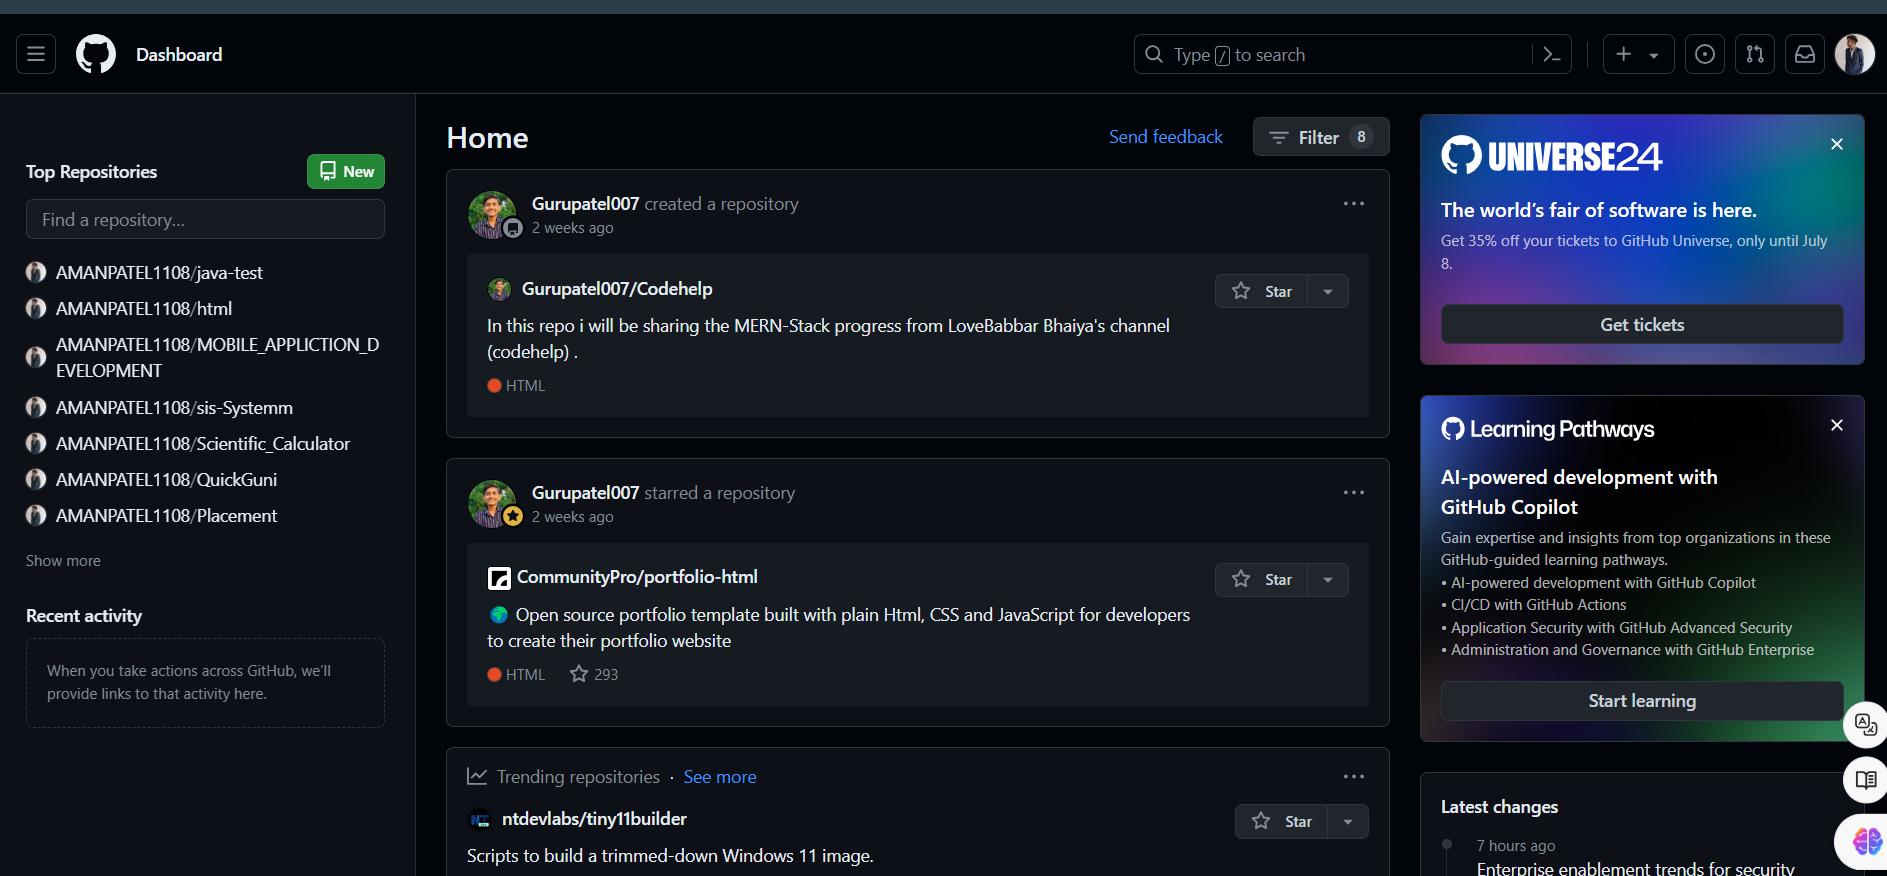 Dashboard
Type / to search
Top Repositories
New
Find a repository...
AMANPATEL1108/java-test
AMANPATEL1108/html
AMANPATEL1108/MOBILE_APPLICTION_D
EVELOPMENT
AMANPATEL1108/sis-Systemm
AMANPATEL1108/Scientific_Calculator
AMANPATEL1108/QuickGuni
AMANPATEL1108/Placement
Show more
Recent activity
When you take actions across GitHub, we’ll
provide links to that activity here.
Home
Send feedback
Filter 8
Gurupatel007 created a repository
2 weeks ago
Gurupatel007/Codehelp
Star
In this repo i will be sharing the MERN-Stack progress from LoveBabbar Bhaiya's channel
(codehelp) .
HTML
Gurupatel007 starred a repository
2 weeks ago
CommunityPro/portfolio-html
Star
Open source portfolio template built with plain Html, CSS and JavaScript for developers
to create their portfolio website
HTML 293
Trending repositories · See more
NT
ntdevlabs/tiny11builder
Star
Scripts to build a trimmed-down Windows 11 image.
UNIVERSE24
The world’s fair of software is here.
Get 35% off your tickets to GitHub Universe, only until July
8.
Get tickets
Learning Pathways
AI-powered development with
GitHub Copilot
Gain expertise and insights from top organizations in these
GitHub-guided learning pathways.
• AI-powered development with GitHub Copilot
• CI/CD with GitHub Actions
• Application Security with GitHub Advanced Security
• Administration and Governance with GitHub Enterprise
Start learning
Latest changes
7 hours ago
Enterprise enablement trends for security